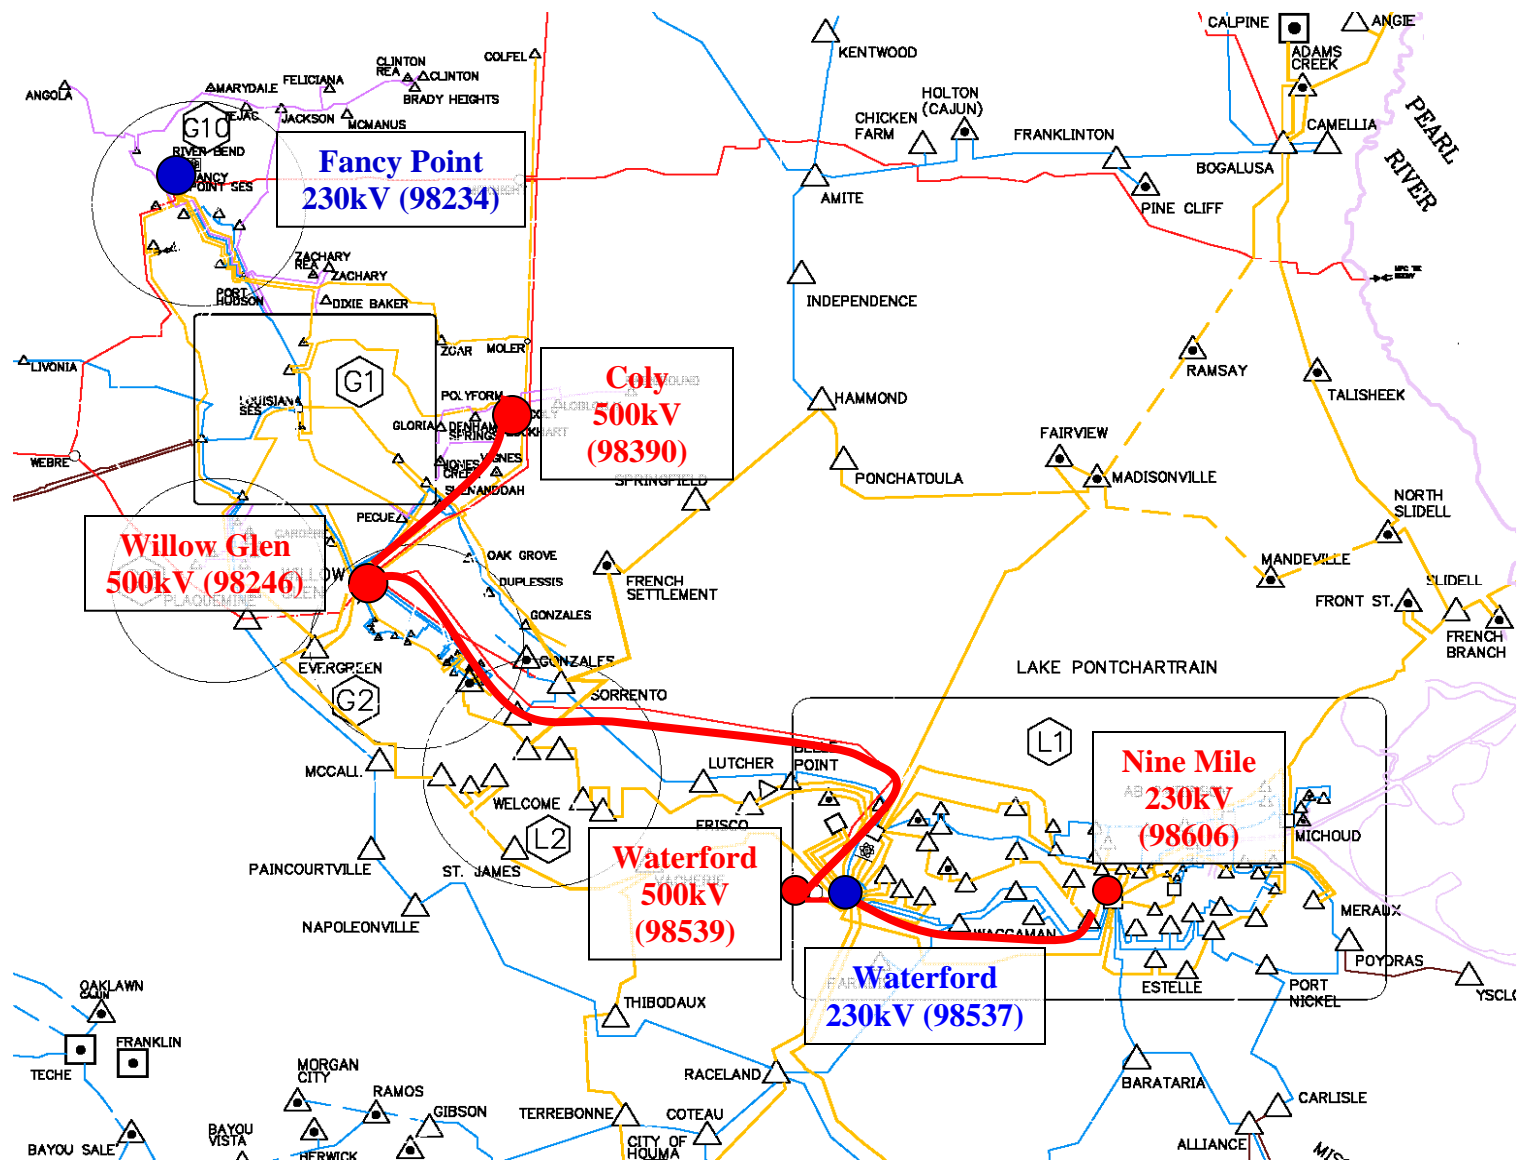 CALPINE
ANGIE
KENTWOOD
ADAMS
CREEK
COLFEL
CLINTON
REA
CLINTON
FELICIANA
MARYDALE
BRADY HEIGHTS
ANGOLA
HOLTON
(CAJUN)
CHICKEN
FARM
FRANKLINTON
CAMELLIA
PEARL
RIVER
JACKSON
MCMANUS
G10
RIVER BEND
BOGALUSA
Fancy Point
230kV (98234)
AMITE
PINE CLIFF
ZACHARY
REA
ZACHARY
PORT
HUDSON
DIXIE BAKER
INDEPENDENCE
LIVONIA
MOLER
RAMSAY
TALISHEEK
G1
Coly
500kV
(98390)
POLYFORM
LOUISIANA
SES
GLORIA
DENHAM
SPRINGS
HAMMOND
FAIRVIEW
WEBRE
PONCHATOULA
MADISONVILLE
SPRINGFIELD
SHENANDOAH
NORTH
SLIDELL
PECUE
Willow Glen
500kV (98246)
OAK GROVE
DUPLESSIS
FRENCH
SETTLEMENT
MANDEVILLE
SLIDELL
FRONT ST.
PLAQUEMINE
GONZALES
FRENCH
BRANCH
EVERGREEN
GONZALES
SORRENTO
LAKE PONTCHARTRAIN
G2
L1
MCCALL
LUTCHER
BELLE
POINT
Nine Mile
230kV
(98606)
WELCOME
FRISCO
MICHOUD
L2
Waterford
500kV
(98539)
PAINCOURTVILLE
ST. JAMES
NAPOLEONVILLE
WAGGAMAN
MERAUX
POYDRAS
Waterford
230kV (98537)
ESTELLE
PORT
NICKEL
YSCLO
OAKLAWN
CAJUN
THIBODAUX
FRANKLIN
TECHE
MORGAN
CITY
RAMOS
RACELAND
BARATARIA
CARLISLE
GIBSON
TERREBONNE
COTEAU
BAYOU
VISTA
BAYOU SALE
BERWICK
CITY OF
HOUMA
ALLIANCE